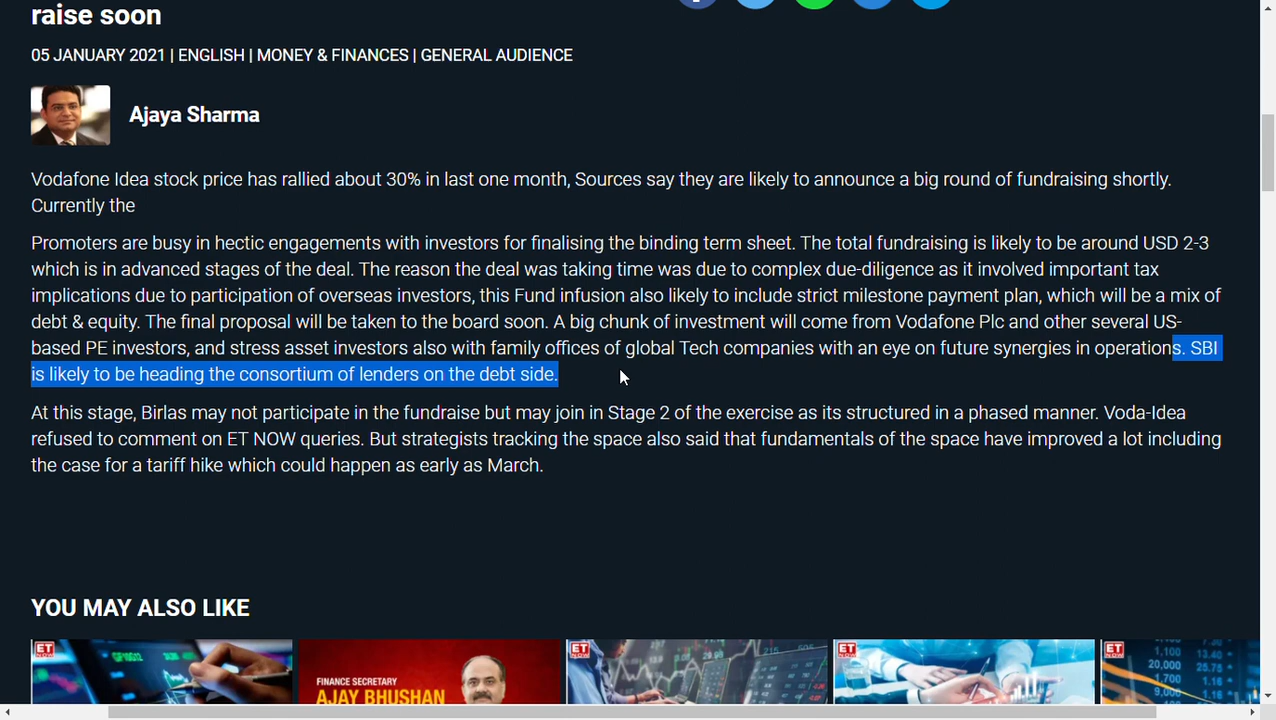 raise soon
05 JANUARY 2021 | ENGLISH | MONEY & FINANCES | GENERAL AUDIENCE
Ajaya Sharma
Vodafone Idea stock price has rallied about 30% in last one month, Sources say they are likely to announce a big round of fundraising shortly.
Currently the
Promoters are busy in hectic engagements with investors for finalising the binding term sheet. The total fundraising is likely to be around USD 2-3
which is in advanced stages of the deal. The reason the deal was taking time was due to complex due-diligence as it involved important tax
implications due to participation of overseas investors, this Fund infusion also likely to include strict milestone payment plan, which will be a mix of
debt & equity. The final proposal will be taken to the board soon. A big chunk of investment will come from Vodafone Plc and other several US-
based PE investors, and stress asset investors also with family offices of global Tech companies with an eye on future synergies in operations. SBI
is likely to be heading the consortium of lenders on the debt side.
At this stage, Birlas may not participate in the fundraise but may join in Stage 2 of the exercise as its structured in a phased manner. Voda-Idea
refused to comment on ET NOW queries. But strategists tracking the space also said that fundamentals of the space have improved a lot including
the case for a tariff hike which could happen as early as March.
YOU MAY ALSO LIKE
ET NOW
FINANCE SECRETARY
AJAY BHUSHAN
ET NOW
ET NOW
ET NOW
20,000
10,000